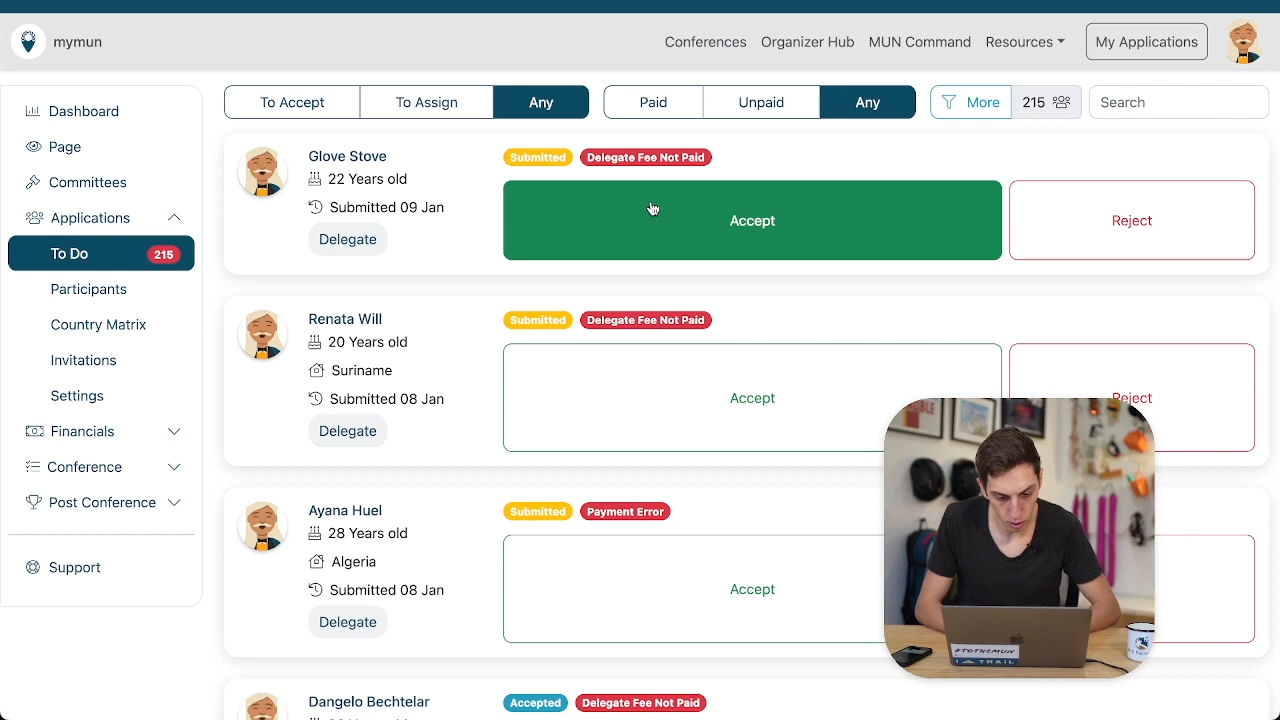 mymun
Conferences Organizer Hub MUN Command Resources My Applications
Dashboard
Page
Committees
Applications
To Do 215
Participants
Country Matrix
Invitations
Settings
Financials
Conference
Post Conference
Support
To Accept To Assign Any Paid Unpaid Any More 215 Search
Glove Stove
22 Years old
Submitted 09 Jan
Delegate
Submitted Delegate Fee Not Paid
Accept Reject
Renata Will
20 Years old
Suriname
Submitted 08 Jan
Delegate
Submitted Delegate Fee Not Paid
Accept Reject
Ayana Huel
28 Years old
Algeria
Submitted 08 Jan
Delegate
Submitted Payment Error
Accept
Dangelo Bechtelar
Accepted Delegate Fee Not Paid
#TOTHEMUN
TRAIL